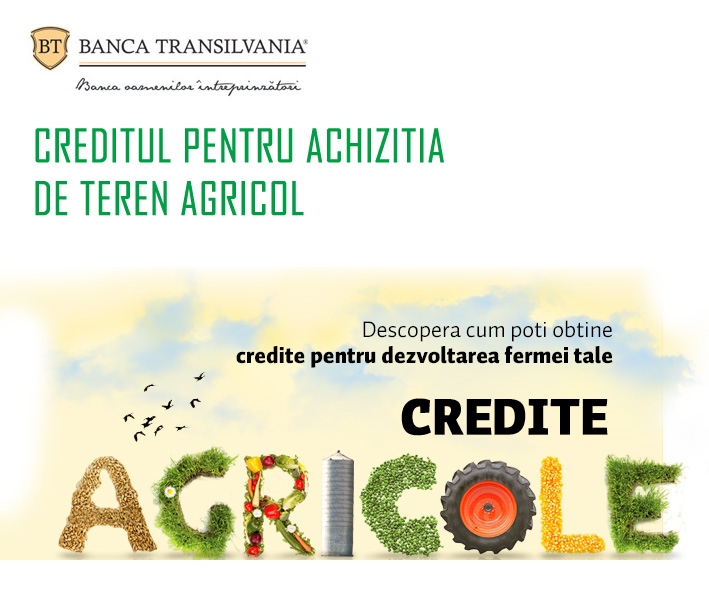 BT BANCA TRANSILVANIA®
Banca oamenilor întreprinzători
CREDITUL PENTRU ACHIZITIA
DE TEREN AGRICOL
Descopera cum poti obtine
credite pentru dezvoltarea fermei tale
CREDITE
AGRICOLE